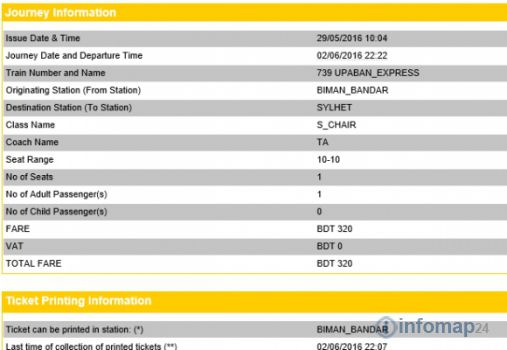 Journey Information
Issue Date & Time 29/05/2016 10:04
Journey Date and Departure Time 02/06/2016 22:22
Train Number and Name 739 UPABAN_EXPRESS
Originating Station (From Station) BIMAN_BANDAR
Destination Station (To Station) SYLHET
Class Name S_CHAIR
Coach Name TA
Seat Range 10-10
No of Seats 1
No of Adult Passenger(s) 1
No of Child Passenger(s) 0
FARE BDT 320
VAT BDT 0
TOTAL FARE BDT 320
Ticket Printing Information
Ticket can be printed in station: (*) BIMAN_BANDAR
infomap24
Last time of collection of printed tickets (**) 02/06/2016 22:07